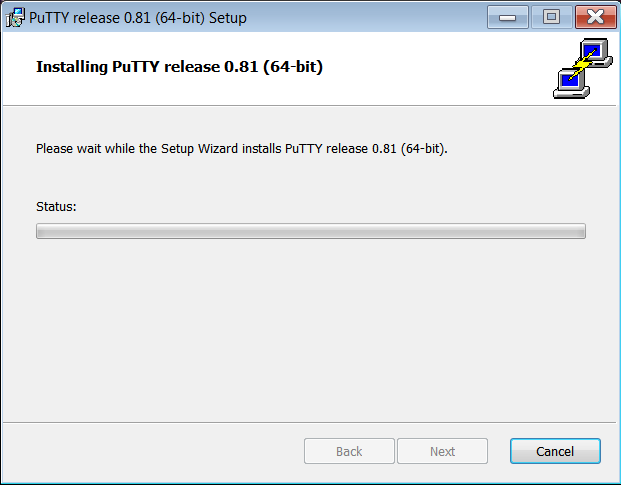 PuTTY release 0.81 (64-bit) Setup
Installing PuTTY release 0.81 (64-bit)
Please wait while the Setup Wizard installs PuTTY release 0.81 (64-bit).
Status:
Back
Next
Cancel